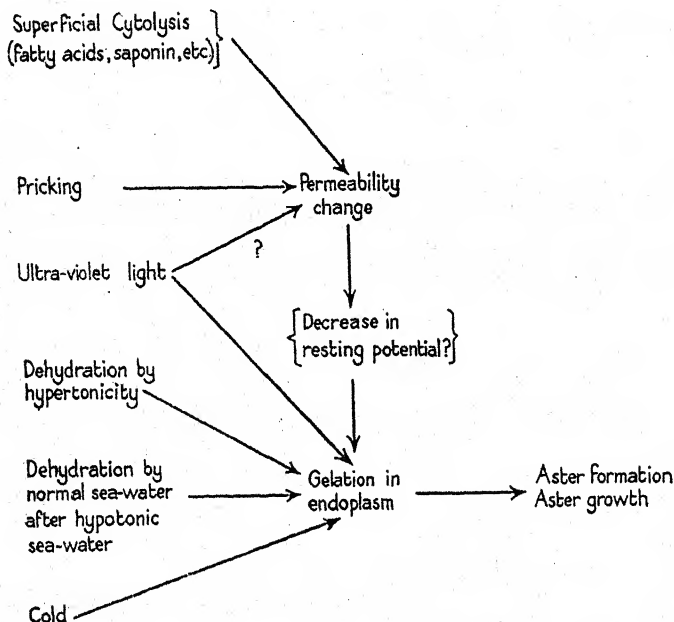 Superficial Cytolysis
(fatty acids, saponin, etc)
Pricking
Permeability
change
?
Ultra-violet light
{Decrease in
resting potential?}
Dehydration by
hypertonicity
Dehydration by
normal sea-water
after hypotonic
sea-water
Gelation in
endoplasm
Aster formation
Aster growth
Cold